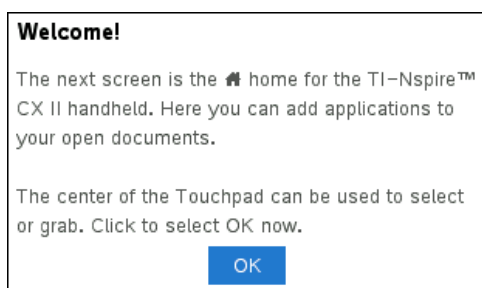 Welcome!
The next screen is the home for the TI-Nspire™
CX II handheld. Here you can add applications to
your open documents.
The center of the Touchpad can be used to select
or grab. Click to select OK now.
OK